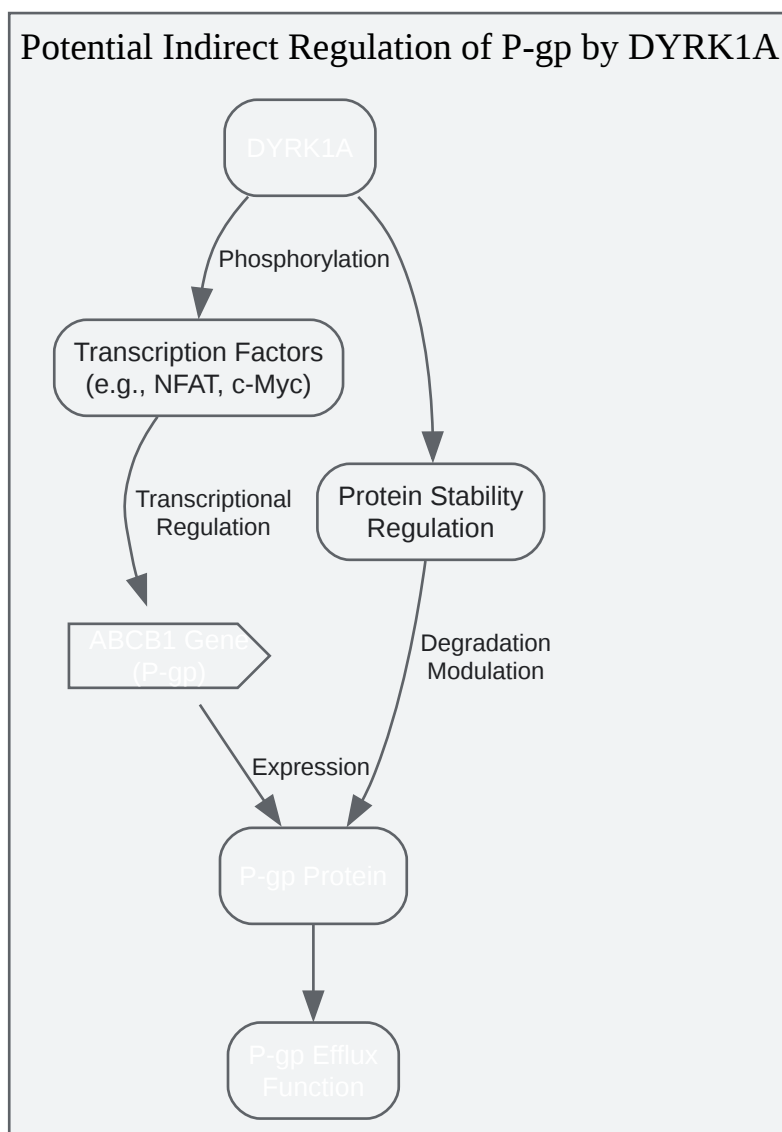 Potential Indirect Regulation of P-gp by DYRK1A
DYRK1A
Phosphorylation
Transcription Factors
(e.g., NFAT, c-Myc)
Transcriptional
Regulation
Protein Stability
Regulation
ABCB1 Gene
(P-gp)
Degradation
Modulation
Expression
P-gp Protein
P-gp Efflux
Function